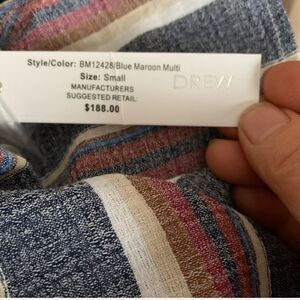 Style/Color: BM12428/Blue Maroon Multi
Size: Small
DREW
MANUFACTURERS
SUGGESTED RETAIL:
$188.00